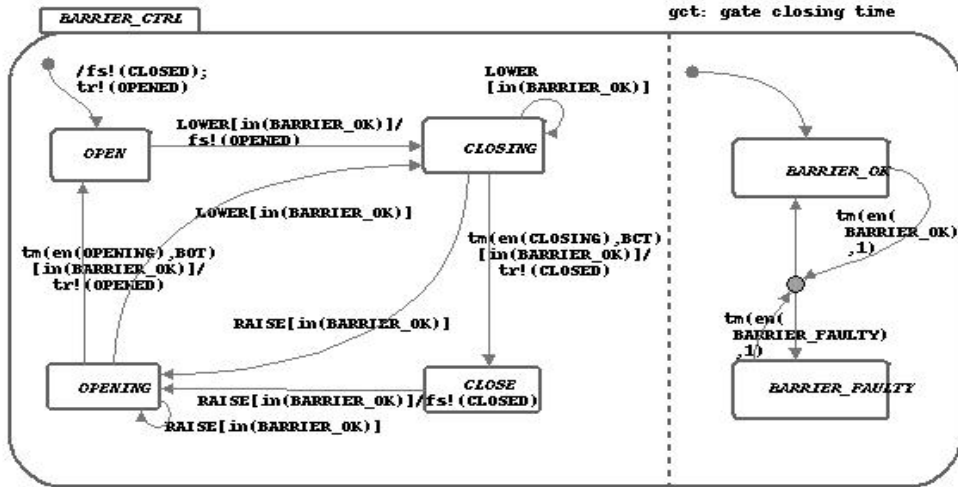 BARRIER_CTRL
gct: gate closing time
/fs!(CLOSED);
tr!(OPENED)
OPEN
LOWER[in(BARRIER_OK)]/
fs!(OPENED)
LOWER
[in(BARRIER_OK)]
CLOSING
LOWER[in(BARRIER_OK)]
tm(en(OPENING),BOT)
[in(BARRIER_OK)]/
tr!(OPENED)
tm(en(CLOSING),BCT)
[in(BARRIER_OK)]/
tr!(CLOSED)
RAISE[in(BARRIER_OK)]
OPENING
CLOSE
RAISE[in(BARRIER_OK)]/fs!(CLOSED)
RAISE[in(BARRIER_OK)]
BARRIER_OK
tm(en(
BARRIER_OK)
,1)
tm(en(
BARRIER_FAULTY)
,1)
BARRIER_FAULTY